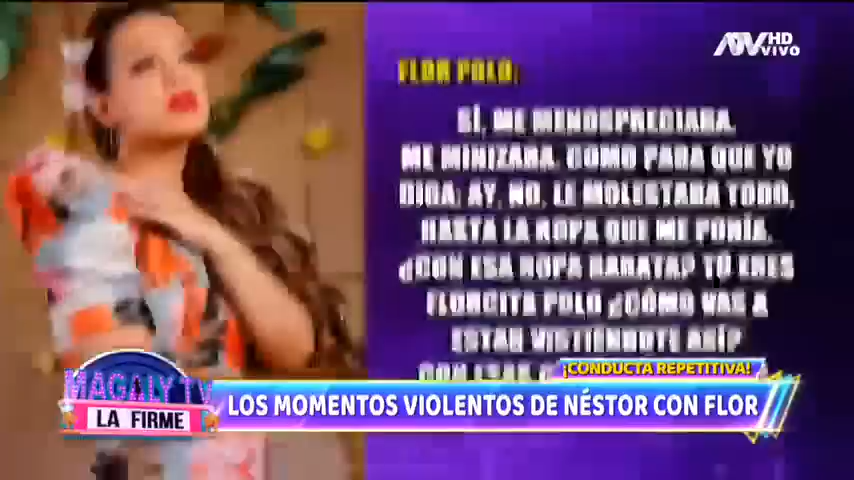 ATV HD
VIVO
FLOR POLO:
SÍ, ME MENOSPRECIABA.
ME MINIZABA. COMO PARA QUE YO
DIGA: AY, NO. LE MOLESTABA TODO,
HASTA LA ROPA QUE ME PONÍA.
¿CON ESA ROPA BARATA? TÚ ERES
FLORCITA POLO ¿CÓMO VAS A
ESTAR VISTIÉNDOTE ASÍ?
CON ESAS
¡CONDUCTA REPETITIVA!
MAGALY TV
LA FIRME
LOS MOMENTOS VIOLENTOS DE NÉSTOR CON FLOR